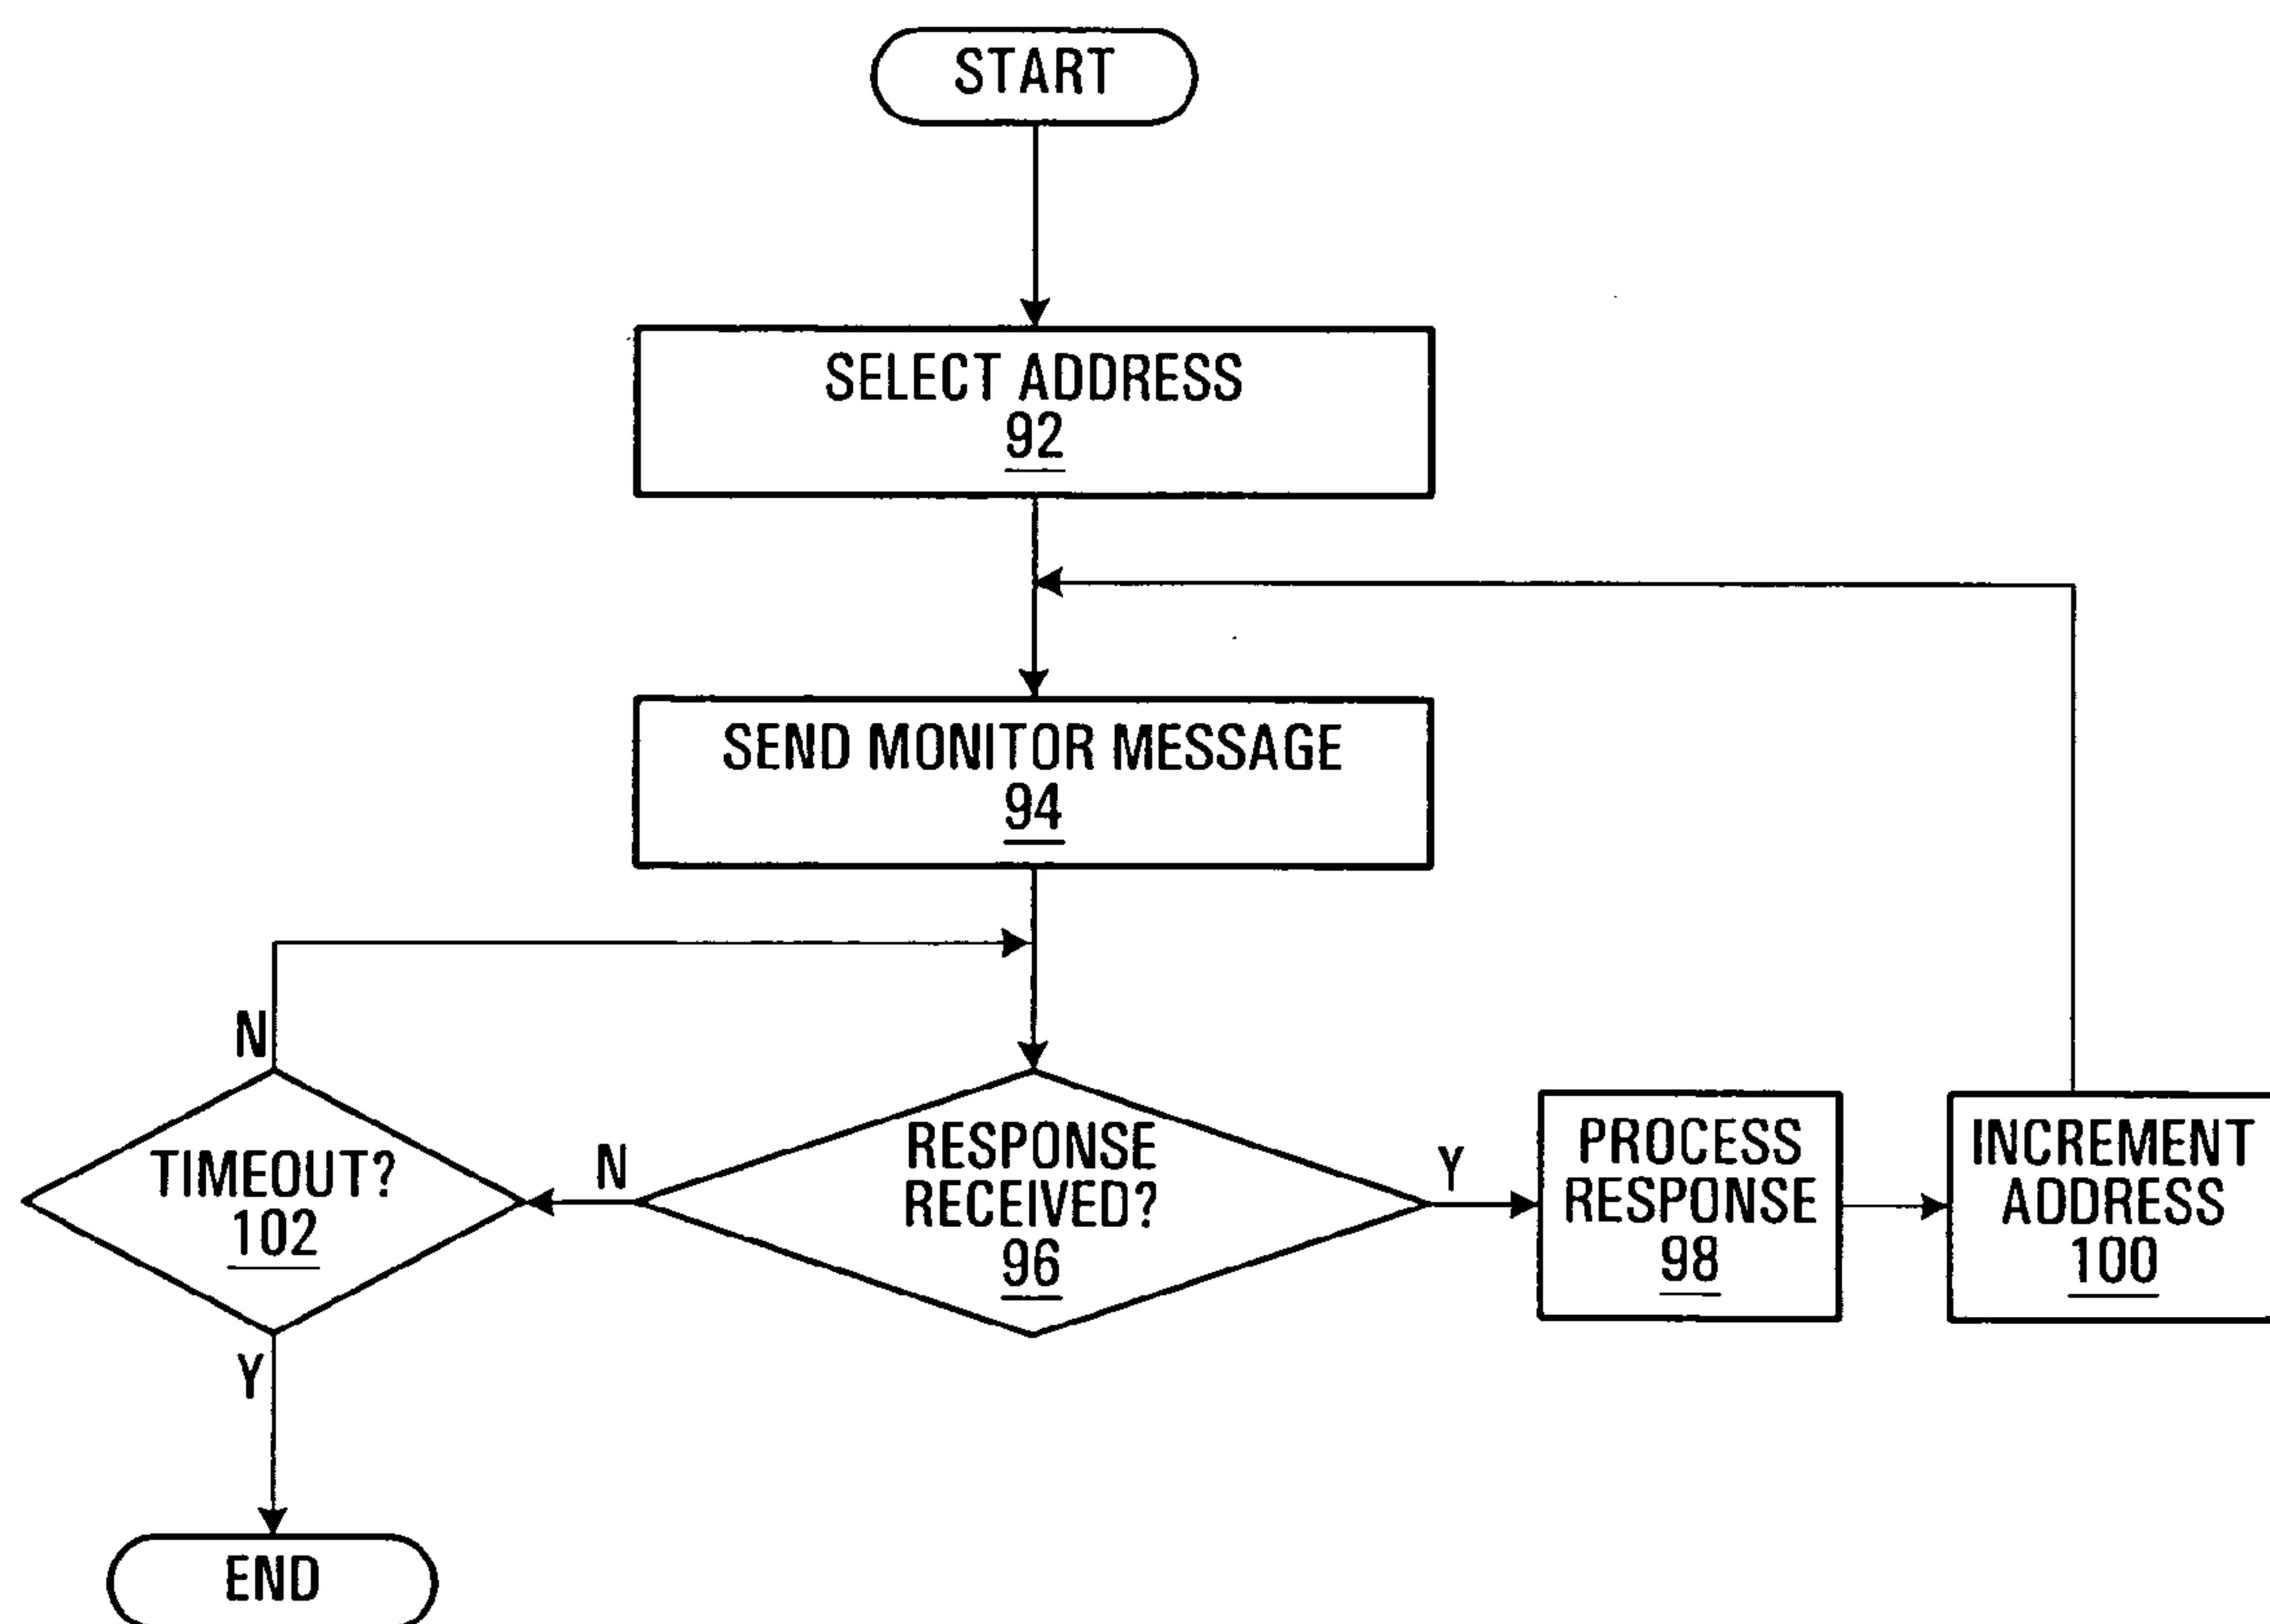 START
SELECT ADDRESS
92
SEND MONITOR MESSAGE
94
N
TIMEOUT?
102
Y
END
N
RESPONSE
RECEIVED?
96
Y
PROCESS
RESPONSE
98
INCREMENT
ADDRESS
100